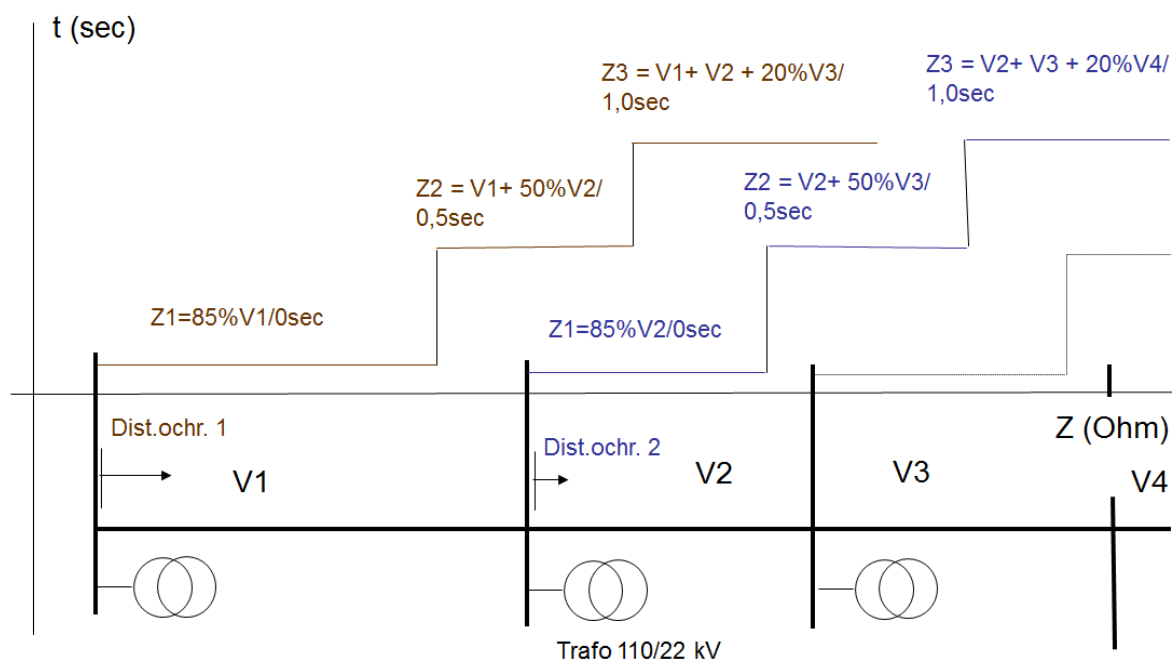 t (sec)
Z3 = V1+ V2 + 20%V3/
1,0sec
Z3 = V2+ V3 + 20%V4/
1,0sec
Z2 = V1+ 50%V2/
0,5sec
Z2 = V2+ 50%V3/
0,5sec
Z1=85%V1/0sec
Z1=85%V2/0sec
Dist.ochr. 1
Dist.ochr. 2
Z (Ohm)
V1
V2
V3
V4
Trafo 110/22 kV